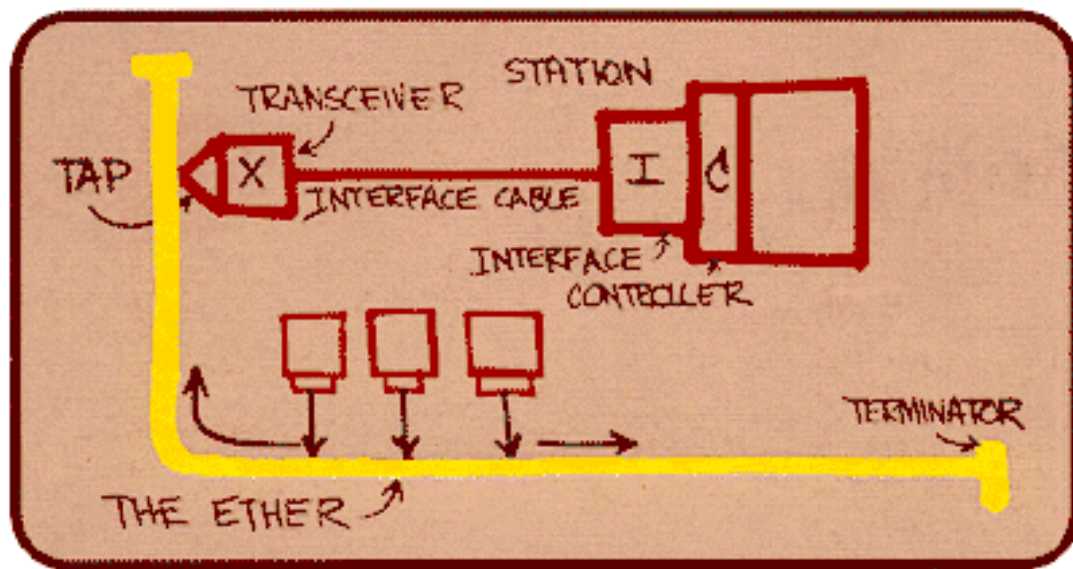 STATION
TRANSCEIVER
TAP
X
I
C
INTERFACE CABLE
INTERFACE
CONTROLLER
TERMINATOR
THE ETHER